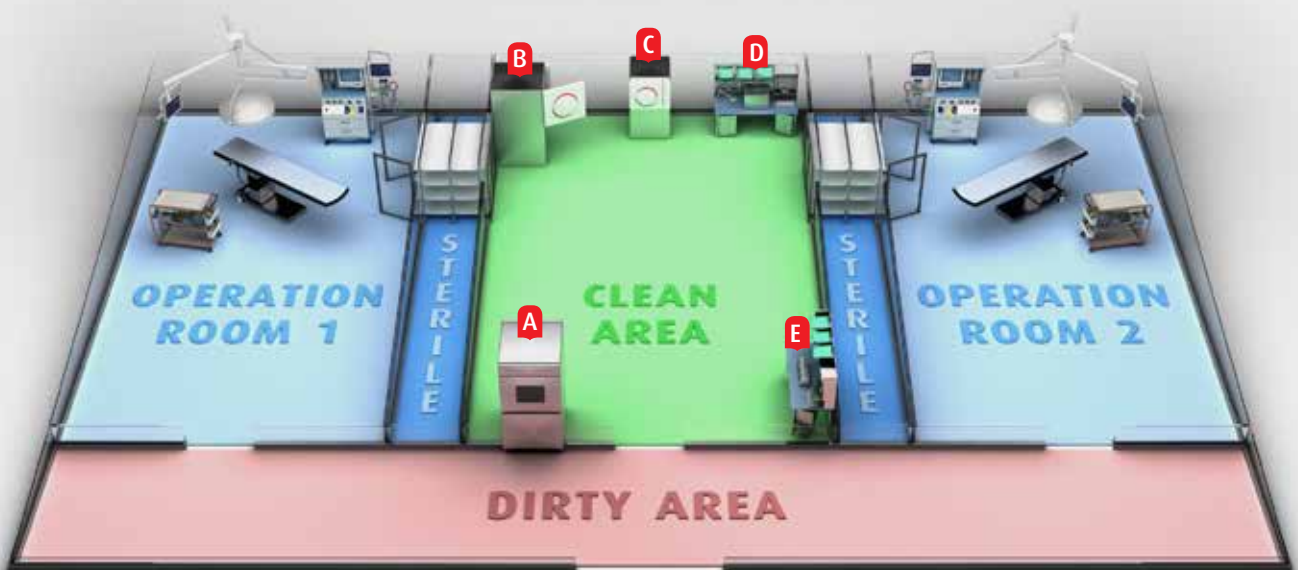 B
C
D
A
E
OPERATION
ROOM 1
STERILE
CLEAN
AREA
STERILE
OPERATION
ROOM 2
DIRTY AREA